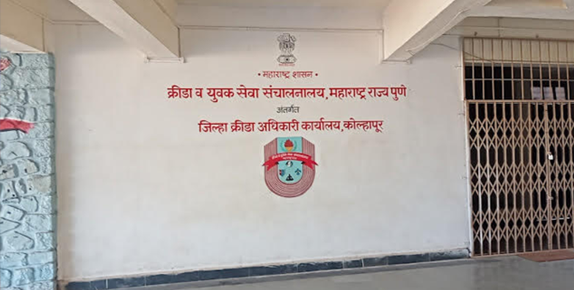 • महाराष्ट्र शासन •
क्रीडा व युवक सेवा संचालनालय, महाराष्ट्र राज्य पुणे
अंतर्गत
जिल्हा क्रीडा अधिकारी कार्यालय, कोल्हापूर